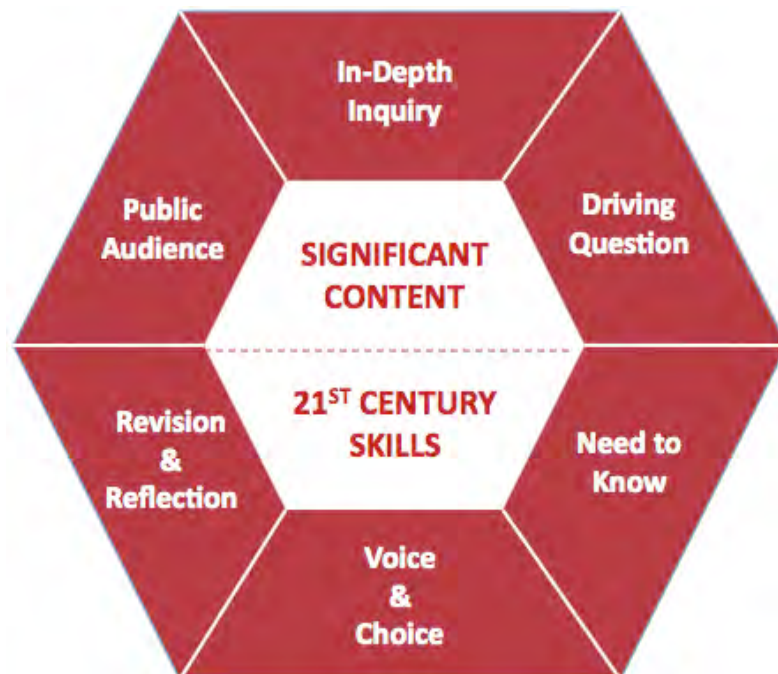 In-Depth
Inquiry
Driving
Question
Need to
Know
Voice
&
Choice
Revision
&
Reflection
Public
Audience
SIGNIFICANT
CONTENT
21ST CENTURY
SKILLS